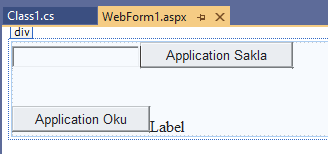 Class1.cs WebForm1.aspx
div
Application Sakla
Application Oku Label